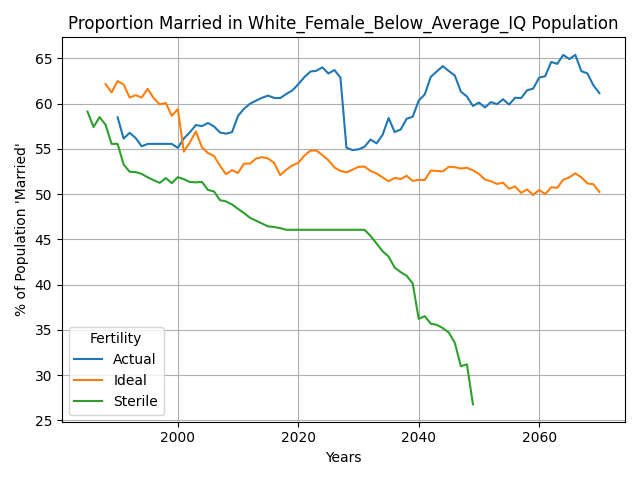 Proportion Married in White_Female_Below_Average_IQ Population
% of Population 'Married'
65
60
55
50
45
40
35
30
25
Fertility
Actual
Ideal
Sterile
2000 2020 2040 2060
Years